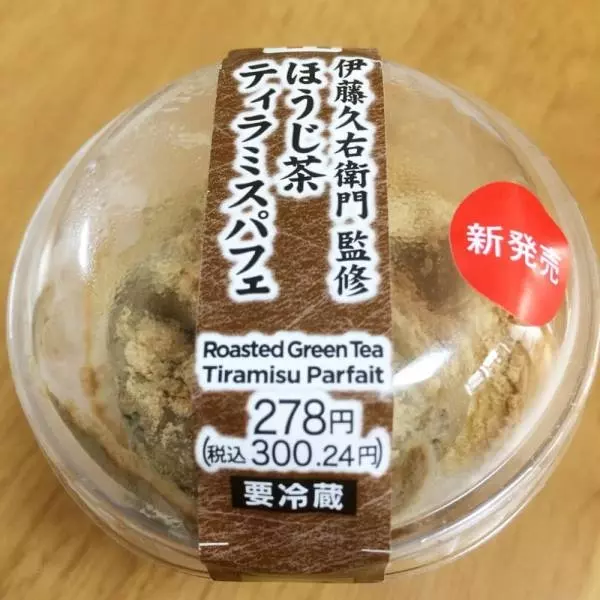 伊藤久右衛門 監修
ほうじ茶
ティラミスパフェ
新発売
Roasted Green Tea
Tiramisu Parfait
278円
(税込 300.24円)
要冷蔵